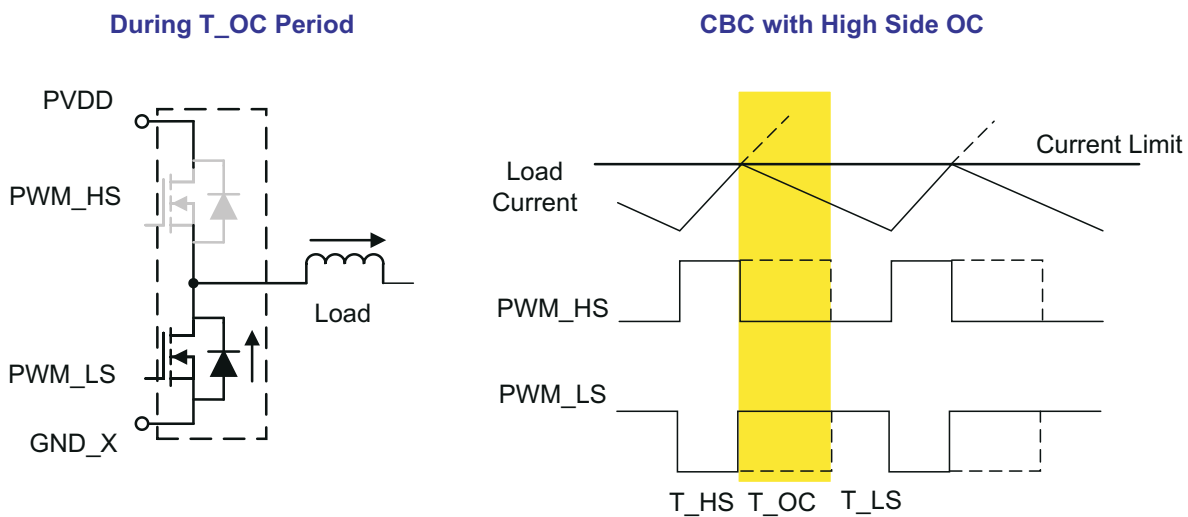 During T_OC Period
PVDD
PWM_HS
Load
PWM_LS
GND_X
CBC with High Side OC
Current Limit
Load
Current
PWM_HS
PWM_LS
T_HS T_OC T_LS